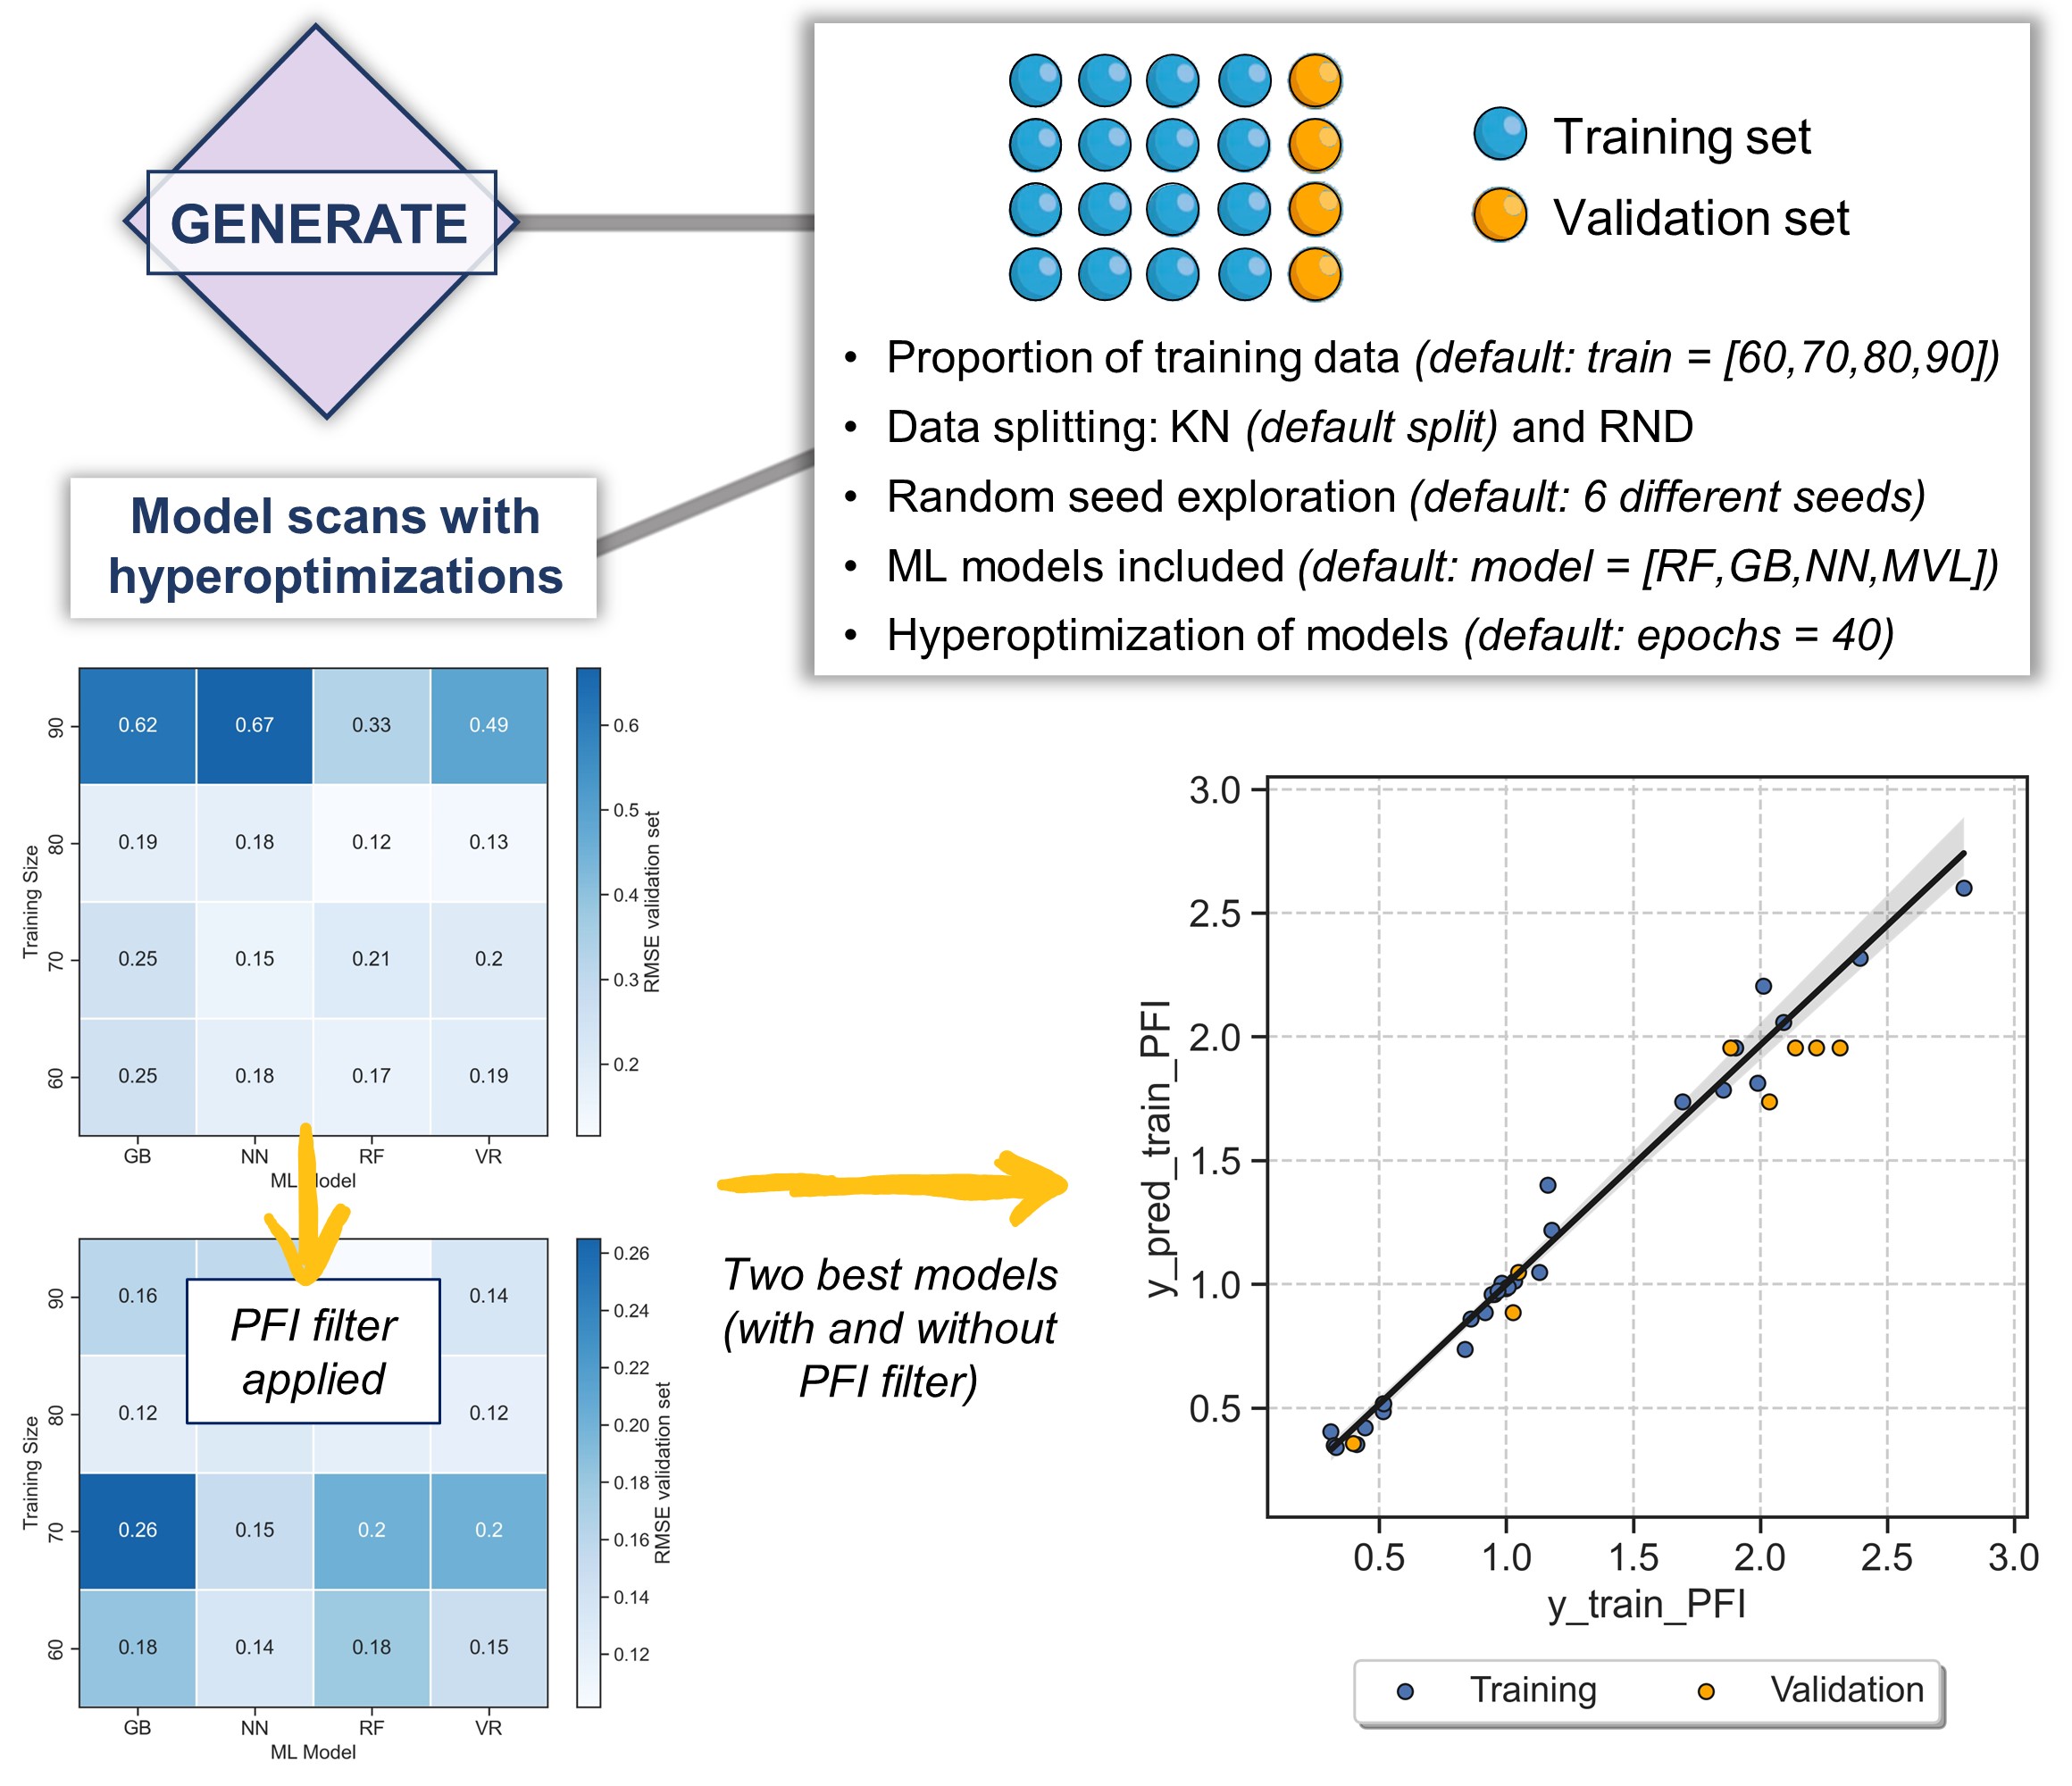 GENERATE
Training set
Validation set
• Proportion of training data (default: train = [60,70,80,90])
• Data splitting: KN (default split) and RND
• Random seed exploration (default: 6 different seeds)
• ML models included (default: model = [RF,GB,NN,MVL])
• Hyperoptimization of models (default: epochs = 40)
Model scans with
hyperoptimizations
Training Size
90
0.62 0.67 0.33 0.49
80
0.19 0.18 0.12 0.13
70
0.25 0.15 0.21 0.2
60
0.25 0.18 0.17 0.19
GB NN RF VR
ML
0.6
0.5
0.4
0.3
0.2
RMSE validation set
Training Size
90
0.16 0.14
80
0.12 0.12
70
0.26 0.15 0.2 0.2
60
0.18 0.14 0.18 0.15
GB NN RF VR
ML Model
0.26
0.24
0.22
0.20
0.18
0.16
0.14
0.12
RMSE validation set
PFI filter
applied
Two best models
(with and without
PFI filter)
y_pred_train_PFI
3.0
2.5
2.0
1.5
1.0
0.5
0.5 1.0 1.5 2.0 2.5 3.0
y_train_PFI
Training Validation